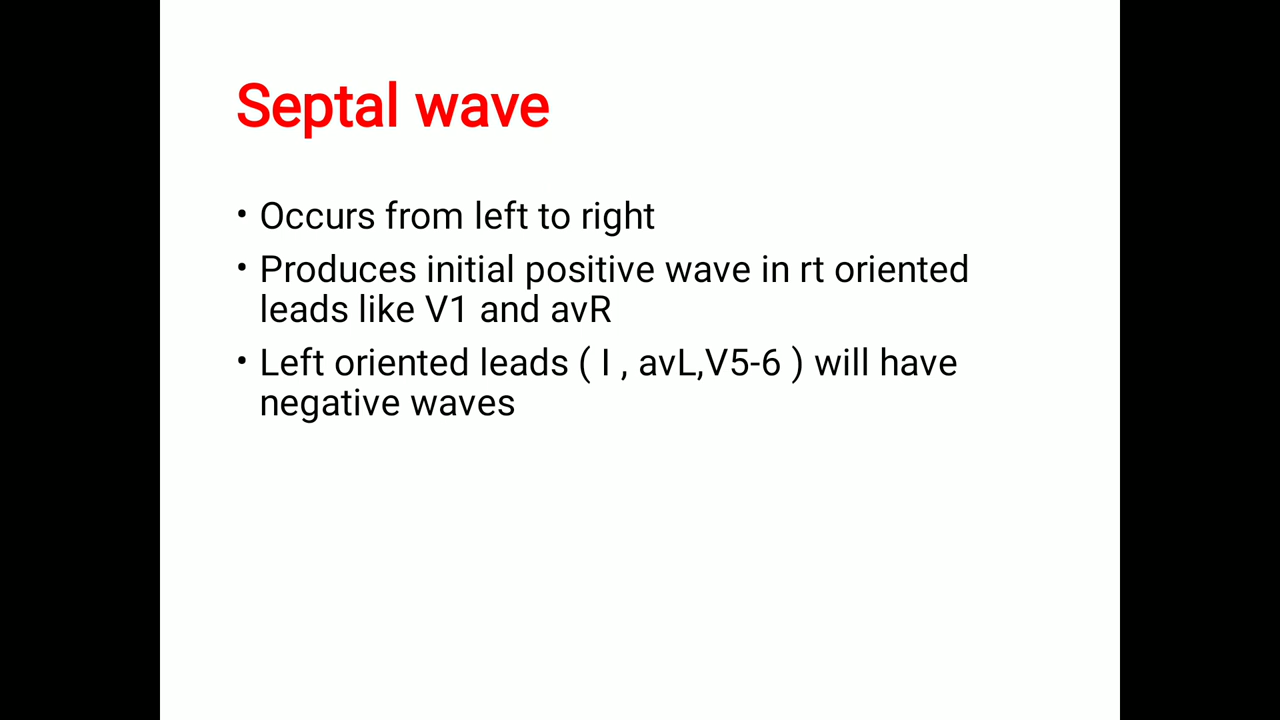 Septal wave
• Occurs from left to right
• Produces initial positive wave in rt oriented
leads like V1 and avR
• Left oriented leads ( I , avL,V5-6 ) will have
negative waves